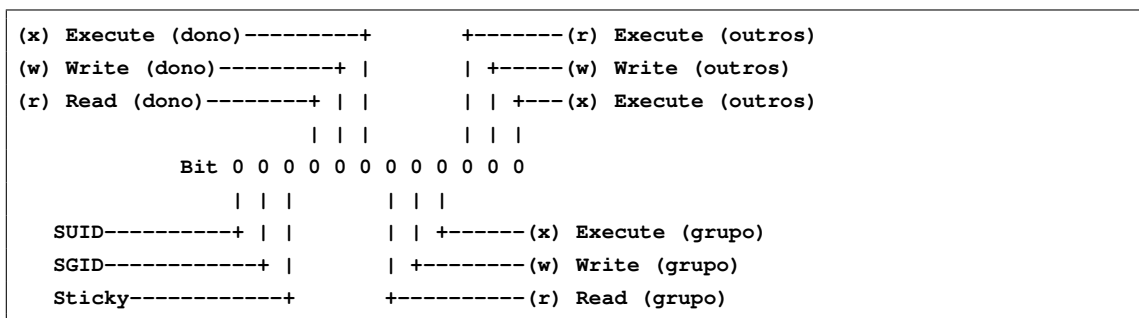 (x) Execute (dono)---------+       +-------(r) Execute (outros)
(w) Write (dono)---------+ |       | +-----(w) Write (outros)
(r) Read (dono)--------+ | |       | | +---(x) Execute (outros)
                       | | |       | | |
             Bit 0 0 0 0 0 0 0 0 0 0 0 0
                 | | |       | | |
   SUID----------+ | |       | | +------(x) Execute (grupo)
   SGID------------+ |       | +--------(w) Write (grupo)
   Sticky------------+       +----------(r) Read (grupo)